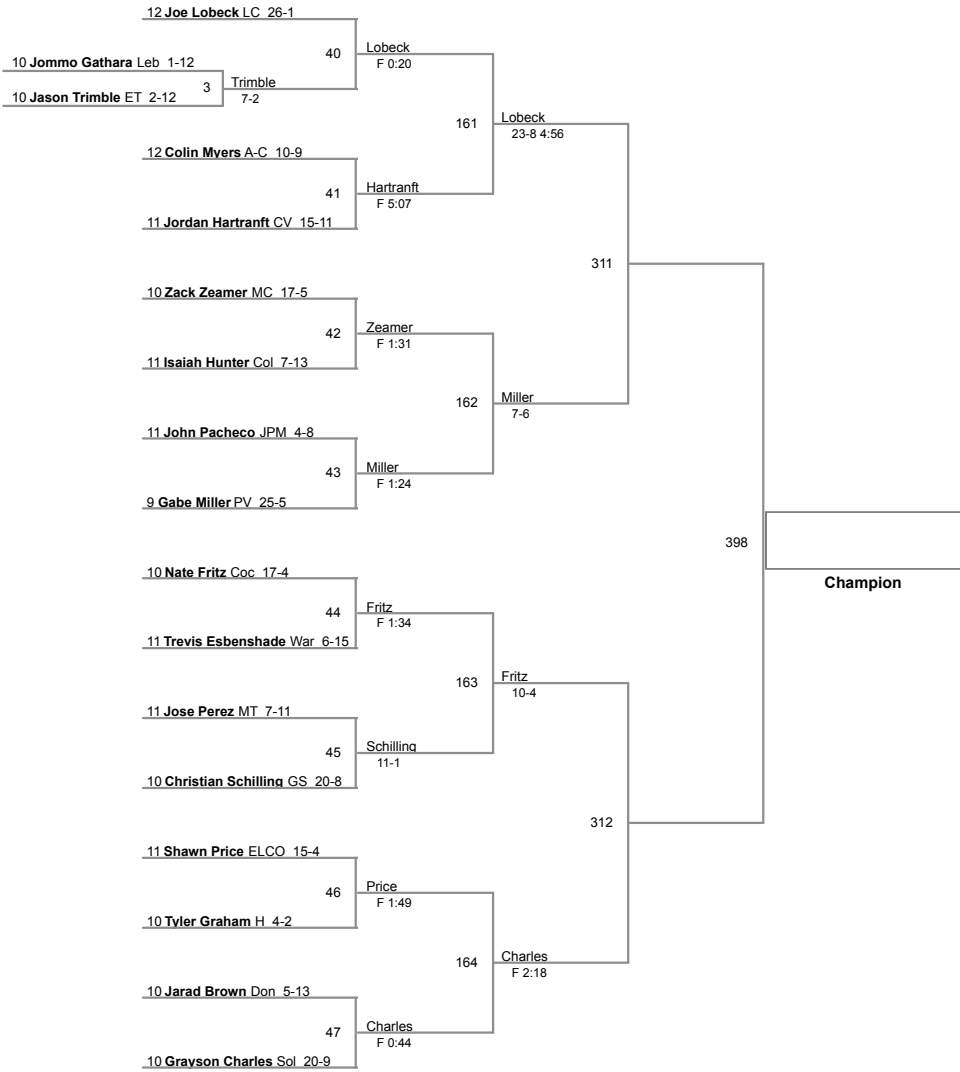 12 Joe Lobeck LC 26-1
40
Lobeck
F 0:20
10 Jommo Gathara Leb 1-12
3
Trimble
7-2
10 Jason Trimble ET 2-12
161
Lobeck
23-8 4:56
12 Colin Myers A-C 10-9
41
Hartranft
F 5:07
11 Jordan Hartranft CV 15-11
311
10 Zack Zeamer MC 17-5
42
Zeamer
F 1:31
11 Isaiah Hunter Col 7-13
162
Miller
7-6
11 John Pacheco JPM 4-8
43
Miller
F 1:24
9 Gabe Miller PV 25-5
398
Champion
10 Nate Fritz Coc 17-4
44
Fritz
F 1:34
11 Trevis Esbenshade War 6-15
163
Fritz
10-4
11 Jose Perez MT 7-11
45
Schilling
11-1
10 Christian Schilling GS 20-8
312
11 Shawn Price ELCO 15-4
46
Price
F 1:49
10 Tyler Graham H 4-2
164
Charles
F 2:18
10 Jarad Brown Don 5-13
47
Charles
F 0:44
10 Grayson Charles Sol 20-9